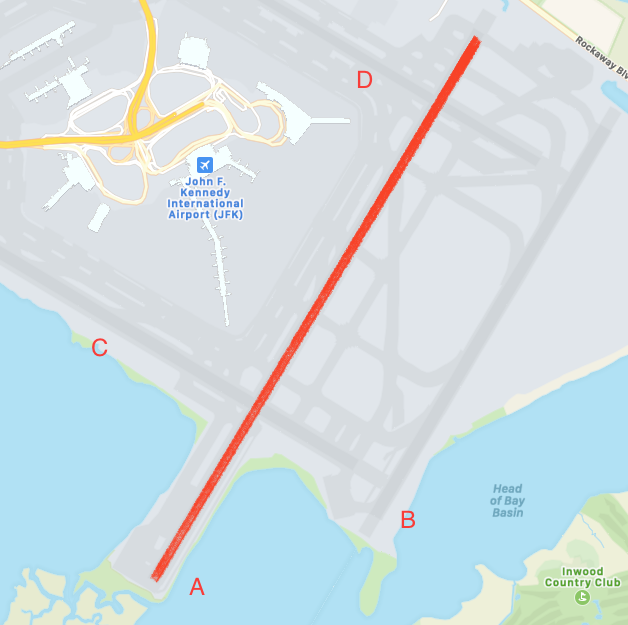 Rockaway Blv
D
John F.
Kennedy
International
Airport (JFK)
C
Head
of Bay
Basin
B
Inwood
Country Club
A